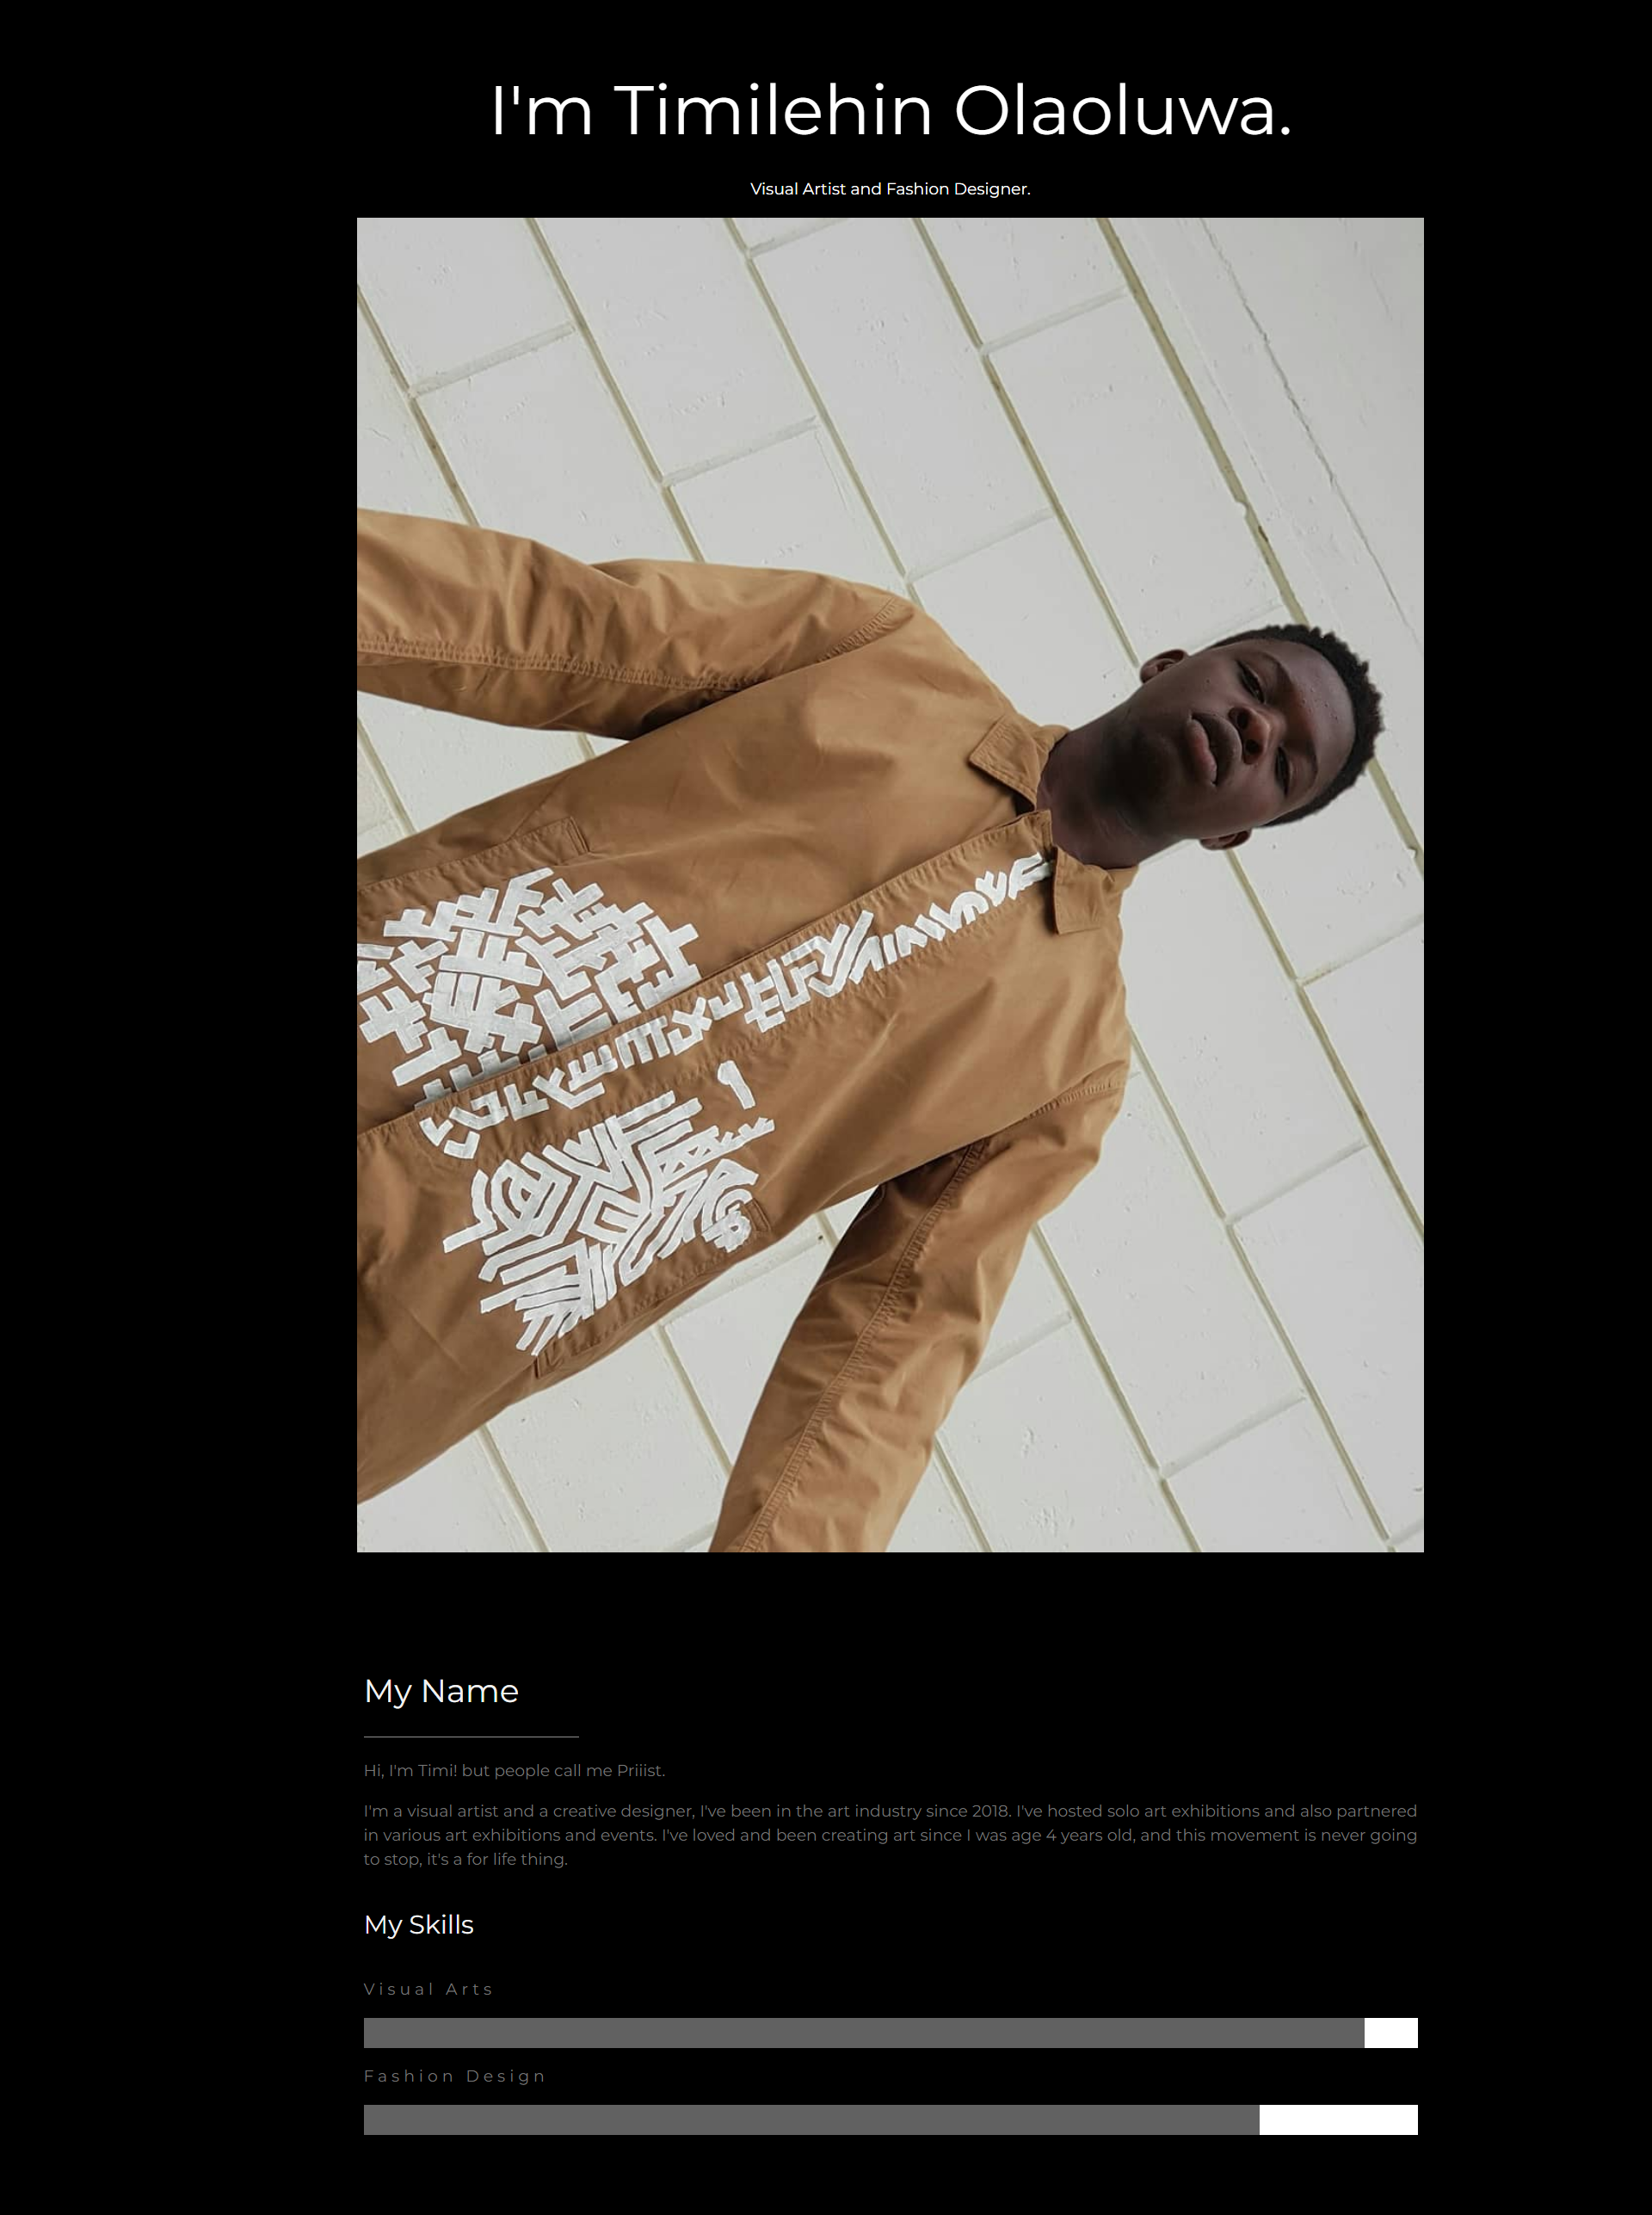 I'm Timilehin Olaoluwa.
Visual Artist and Fashion Designer.
My Name
Hi, I'm Timi! but people call me Priiist.
I'm a visual artist and a creative designer, I've been in the art industry since 2018. I've hosted solo art exhibitions and also partnered
in various art exhibitions and events. I've loved and been creating art since I was age 4 years old, and this movement is never going
to stop, it's a for life thing.
My Skills
Visual Arts
Fashion Design